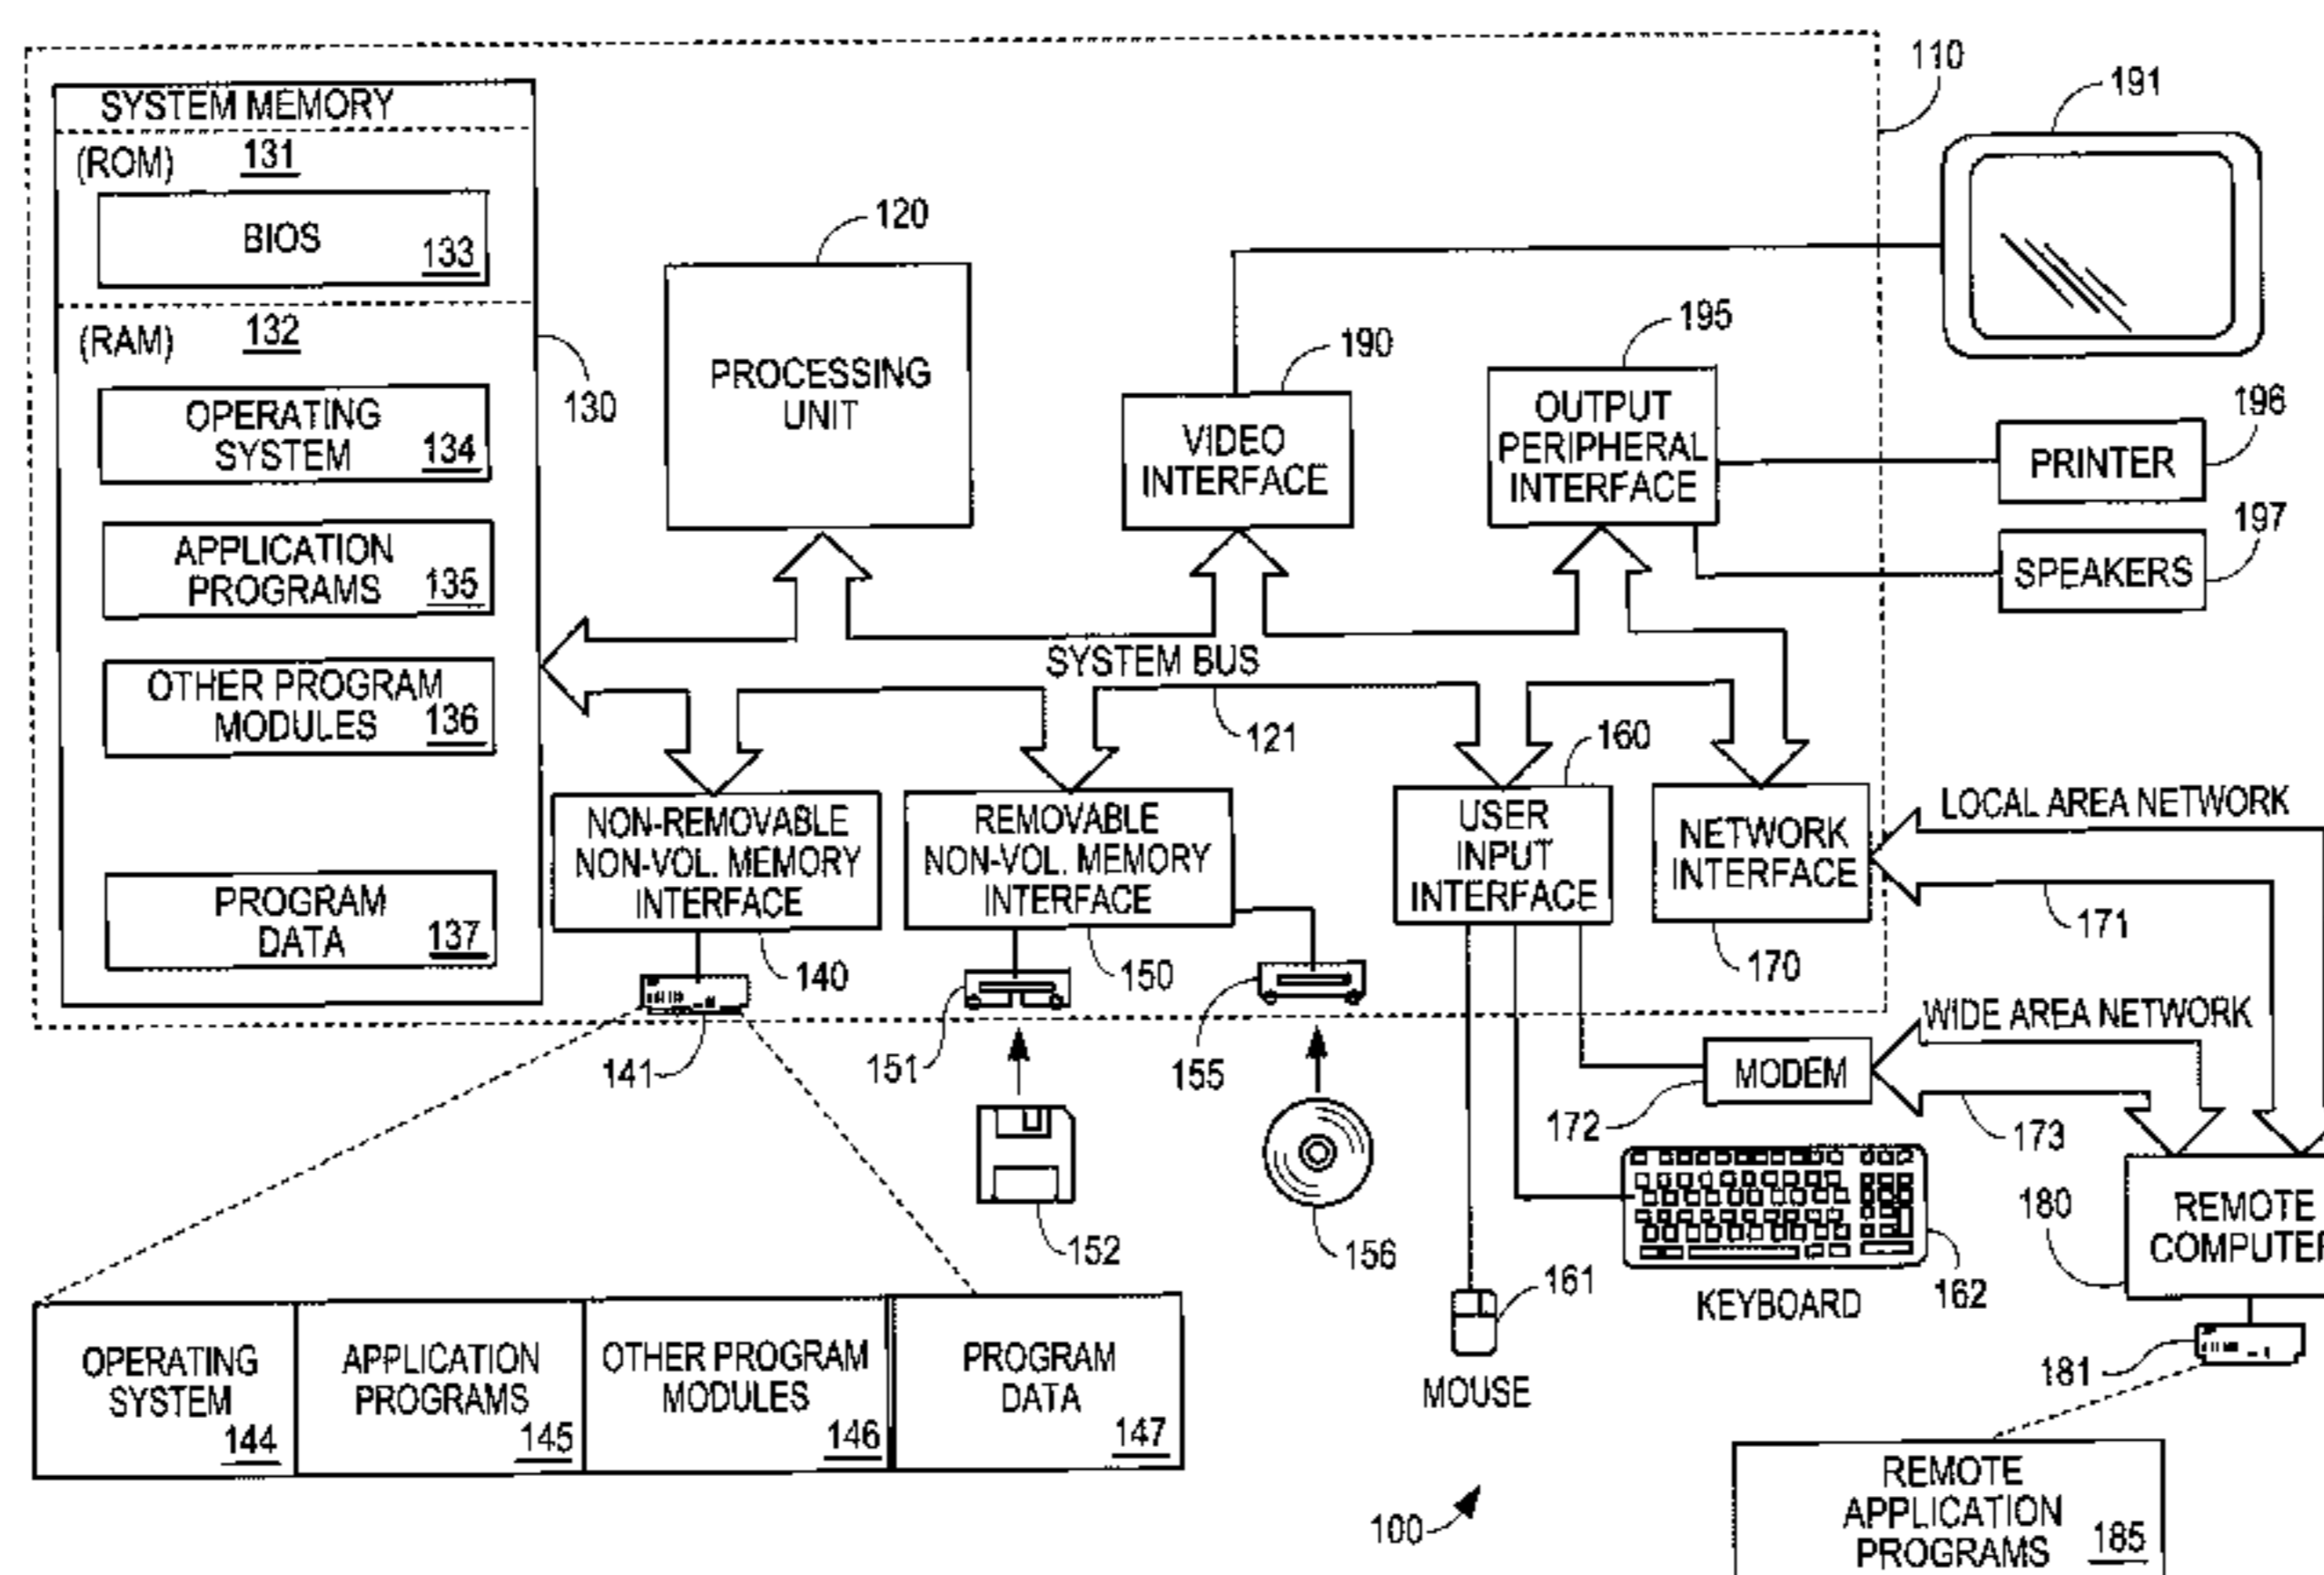 110
191
SYSTEM MEMORY
(ROM) 131
BIOS 133
120
(RAM) 132
195
190
130
PROCESSING
UNIT
VIDEO
INTERFACE
OUTPUT
PERIPHERAL
INTERFACE
196
PRINTER
197
SPEAKERS
OPERATING
SYSTEM 134
APPLICATION
PROGRAMS 135
OTHER PROGRAM
MODULES 136
PROGRAM
DATA 137
SYSTEM BUS
121
160
NON-REMOVABLE
NON-VOL. MEMORY
INTERFACE
REMOVABLE
NON-VOL. MEMORY
INTERFACE
USER
INPUT
INTERFACE
NETWORK
INTERFACE
LOCAL AREA NETWORK
171
140
150
170
151
141
155
WIDE AREA NETWORK
MODEM
172
173
152
156
161
MOUSE
KEYBOARD
162
180
REMOTE
COMPUTER
181
OPERATING
SYSTEM
144
APPLICATION
PROGRAMS
145
OTHER PROGRAM
MODULES
146
PROGRAM
DATA
147
100
REMOTE
APPLICATION
PROGRAMS 185